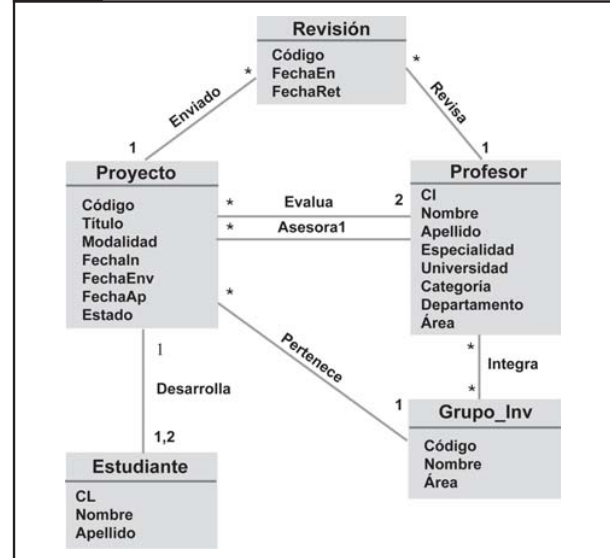 Revisión
Código
FechaEn
FechaRet
*
*
Enviado
Revisa
1
1
Proyecto
Código
Título
Modalidad
FechaIn
FechaEnv
FechaAp
Estado
Profesor
CI
Nombre
Apellido
Especialidad
Universidad
Categoría
Departamento
Área
* Evalua 2
* Asesora1
*
Pertenece
1
*
Integra
*
1
Desarrolla
1,2
Grupo_Inv
Código
Nombre
Área
Estudiante
CL
Nombre
Apellido